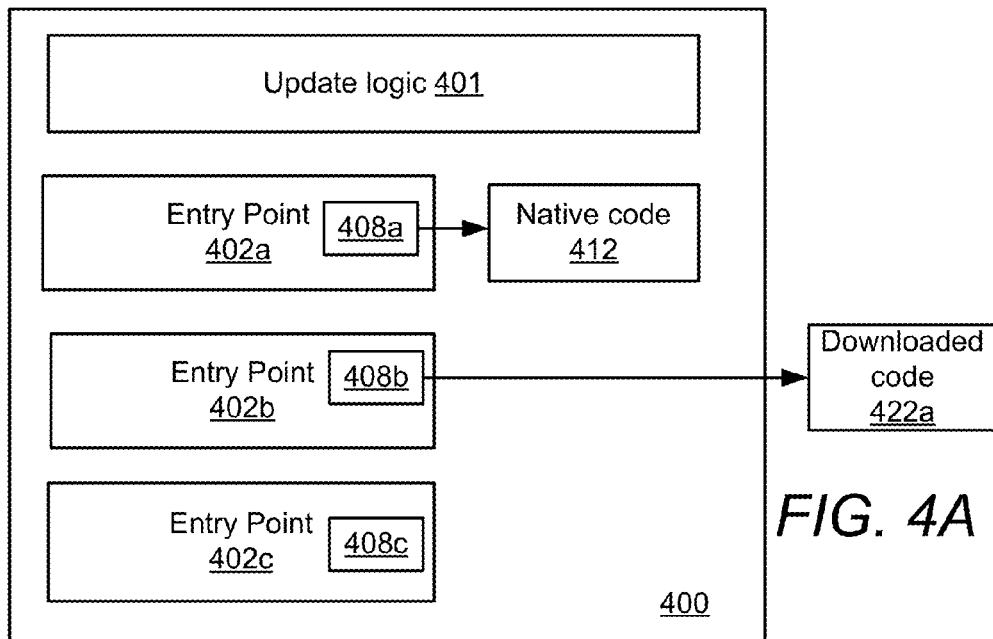 Update logic 401
Entry Point
402a
408a
Native code
412
Entry Point
402b
408b
Downloaded
code
422a
Entry Point
402c
408c
FIG. 4A
400